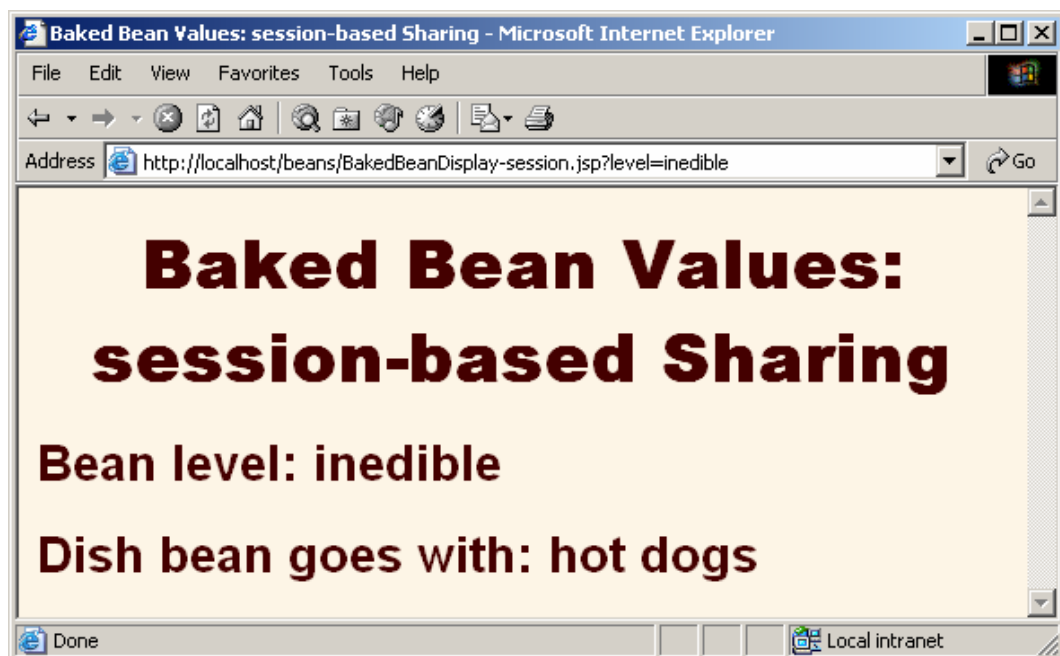 Baked Bean Values: session-based Sharing - Microsoft Internet Explorer
File Edit View Favorites Tools Help
Address http://localhost/beans/BakedBeanDisplay-session.jsp?level=inedible Go
Baked Bean Values:
session-based Sharing
Bean level: inedible
Dish bean goes with: hot dogs
Done Local intranet